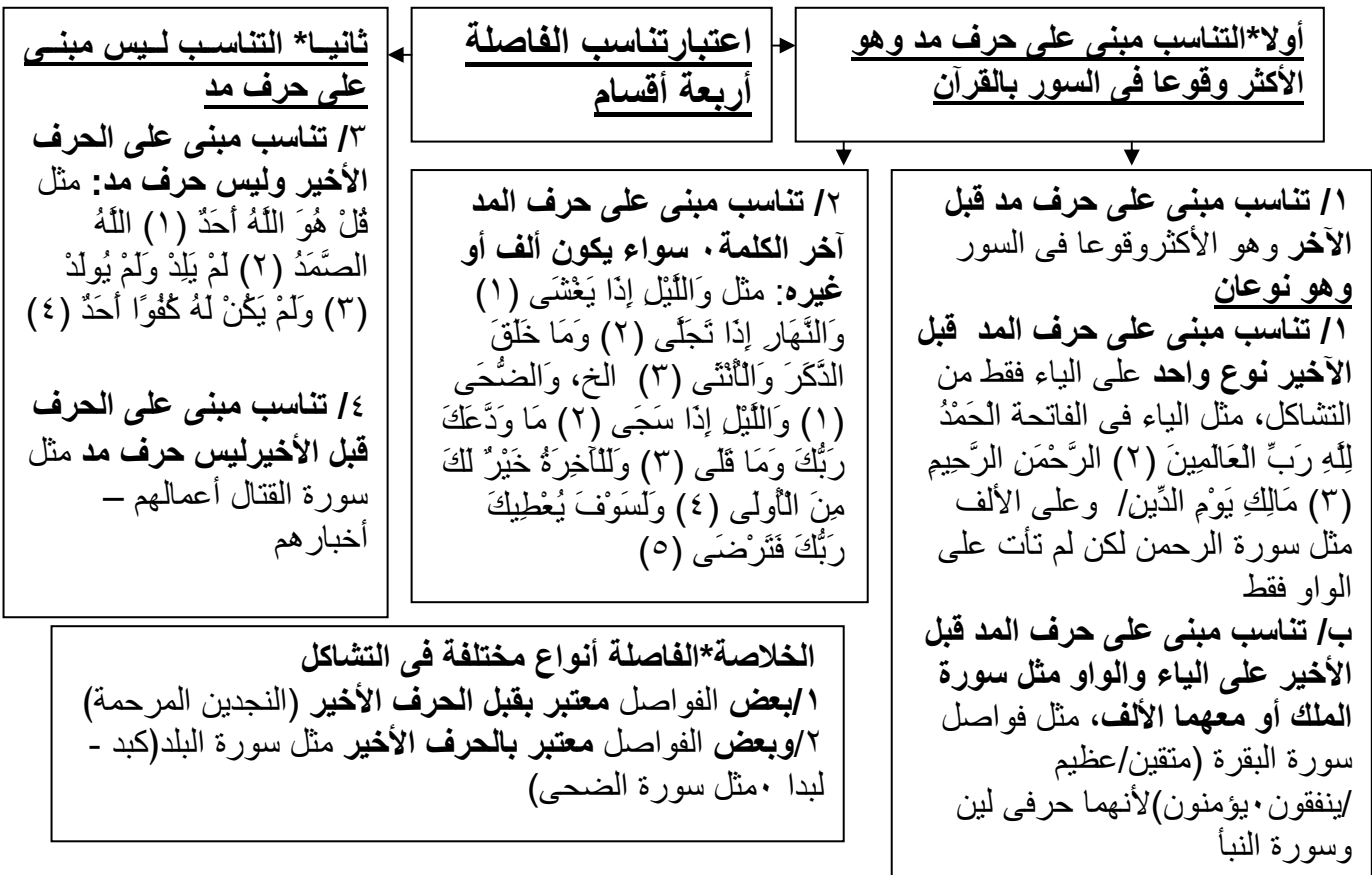 اعتبارتناسب الفاصلة
أربعة أقسام
أولا*التناسب مبنى على حرف مد وهو
الأكثر وقوعا فى السور بالقرآن
١/ تناسب مبنى على حرف مد قبل
الآخر وهو الأكثروقوعا فى السور
وهو نوعان
١/ تناسب مبنى على حرف المد قبل
الآخير نوع واحد على الياء فقط من
التشاكل، مثل الياء فى الفاتحة الْحَمْدُ
لِلَّهِ رَبِّ الْعَالَمِينَ (٢) الرَّحْمَنِ الرَّحِيمِ
(٣) مَالِكِ يَوْمِ الدِّينِ/ وعلى الألف
مثل سورة الرحمن لكن لم تأت على
الواو فقط
ب/ تناسب مبنى على حرف المد قبل
الأخير على الياء والواو مثل سورة
الملك أو معهما الألف، مثل فواصل
سورة البقرة (متقين/عظيم
/ينفقون٠يؤمنون)لأنهما حرفى لين
وسورة النبأ
٢/ تناسب مبنى على حرف المد
آخر الكلمة٠ سواء يكون ألف أو
غيره: مثل وَاللَّيْلِ إِذَا يَغْشَى (١)
وَالنَّهَارِ إِذَا تَجَلَّى (٢) وَمَا خَلَقَ
الذَّكَرَ وَالْأُنْثَى (٣) الخ، وَالضُّحَى
(١) وَاللَّيْلِ إِذَا سَجَى (٢) مَا وَدَّعَكَ
رَبُّكَ وَمَا قَلَى (٣) وَلَلْآخِرَةُ خَيْرٌ لَكَ
مِنَ الْأُولَى (٤) وَلَسَوْفَ يُعْطِيكَ
رَبُّكَ فَتَرْضَى (٥)
ثانيـا* التناسـب لـيس مبنـى
على حرف مد
٣/ تناسب مبنى على الحرف
الأخير وليس حرف مد: مثل
قُلْ هُوَ اللَّهُ أَحَدٌ (١) اللَّهُ
الصَّمَدُ (٢) لَمْ يَلِدْ وَلَمْ يُولَدْ
(٣) وَلَمْ يَكُنْ لَهُ كُفُوًا أَحَدٌ (٤)
٤/ تناسب مبنى على الحرف
قبل الأخيرليس حرف مد مثل
سورة القتال أعمالهم –
أخبارهم
الخلاصة*الفاصلة أنواع مختلفة فى التشاكل
١/بعض الفواصل معتبر بقبل الحرف الأخير (النجدين المرحمة)
٢/وبعض الفواصل معتبر بالحرف الأخير مثل سورة البلد(كبد -
لبدا ٠مثل سورة الضحى)